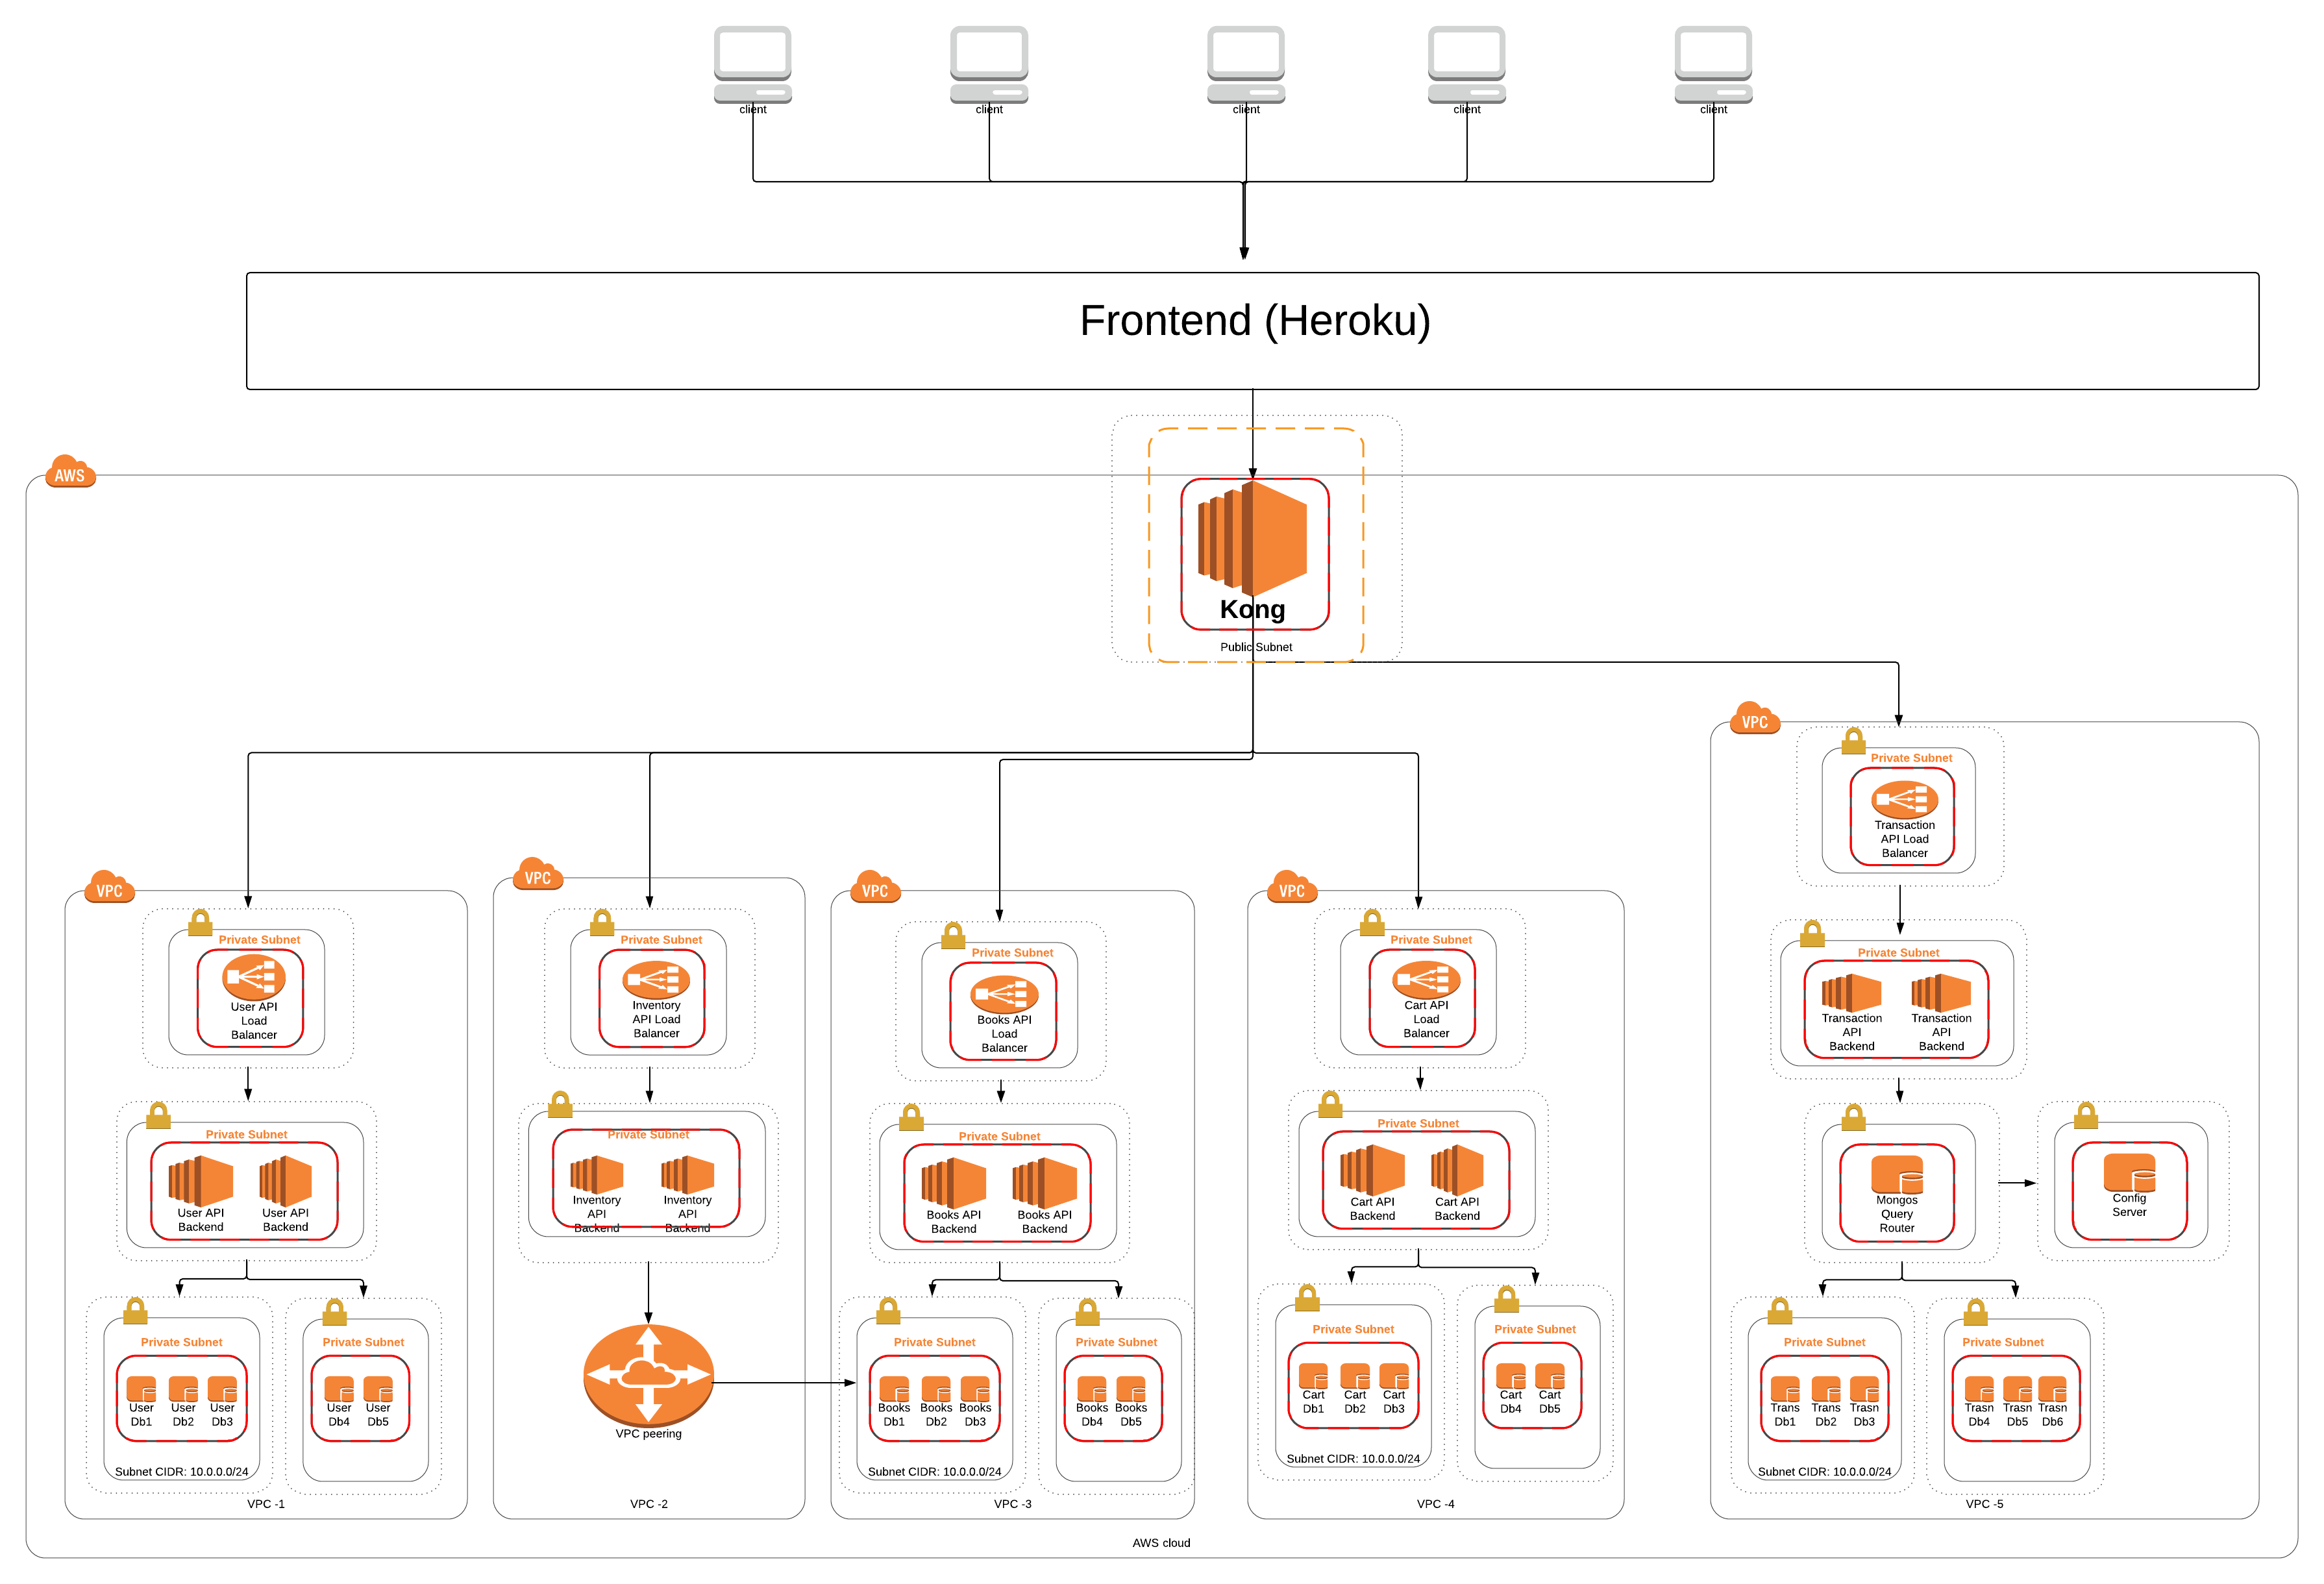 client
client
client
client
client
Frontend (Heroku)
AWS
Kong
Public Subnet
VPC
Private Subnet
User API
Load
Balancer
Private Subnet
User API
Backend
User API
Backend
Private Subnet
User
Db1
User
Db2
User
Db3
Subnet CIDR: 10.0.0.0/24
Private Subnet
User
Db4
User
Db5
VPC -1
VPC
Private Subnet
Inventory
API Load
Balancer
Private Subnet
Inventory
API
Backend
Inventory
API
Backend
VPC peering
VPC -2
VPC
Private Subnet
Books API
Load
Balancer
Private Subnet
Books API
Backend
Books API
Backend
Private Subnet
Books
Db1
Books
Db2
Books
Db3
Subnet CIDR: 10.0.0.0/24
Private Subnet
Books
Db4
Books
Db5
VPC -3
VPC
Private Subnet
Cart API
Load
Balancer
Private Subnet
Cart API
Backend
Cart API
Backend
Private Subnet
Cart
Db1
Cart
Db2
Cart
Db3
Subnet CIDR: 10.0.0.0/24
Private Subnet
Cart
Db4
Cart
Db5
VPC -4
VPC
Private Subnet
Transaction
API Load
Balancer
Private Subnet
Transaction
API
Backend
Transaction
API
Backend
Mongos
Query
Router
Config
Server
Private Subnet
Trans
Db1
Trans
Db2
Trasn
Db3
Subnet CIDR: 10.0.0.0/24
Private Subnet
Trasn
Db4
Trasn
Db5
Trasn
Db6
VPC -5
AWS cloud